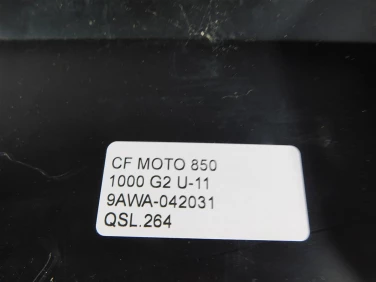 CF MOTO 850
1000 G2 U-11
9AWA-042031
QSL.264